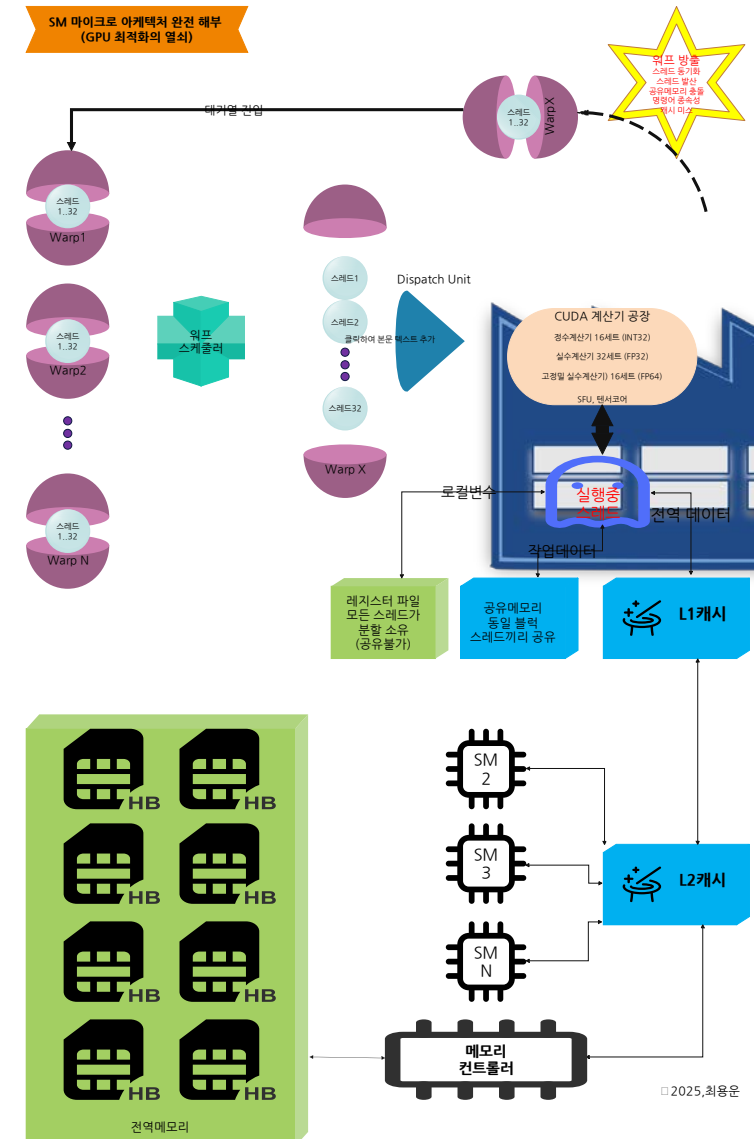 SM 마이크로 아케텍처 완전 해부
(GPU 최적화의 열쇠)
워프 방출
스레드 동기화
스레드 발산
공유메모리 충돌
명령어 종속성
캐시 미스
대기열 진입
스레드
1..32
Warp X
스레드
1..32
Warp1
스레드
1..32
Warp2
스레드
1..32
Warp N
워프
스케줄러
스레드1
스레드2
클릭하여 본문 텍스트 추가
스레드32
Warp X
Dispatch Unit
CUDA 계산기 공장
정수계산기 16세트 (INT32)
실수계산기 32세트 (FP32)
고정밀 실수계산기) 16세트 (FP64)
SFU, 텐서코어
실행중
스레드
로컬변수
전역 데이터
작업데이터
레지스터 파일
모든 스레드가
분할 소유
(공유불가)
공유메모리
동일 블럭
스레드끼리 공유
L1캐시
SM
2
SM
3
SM
N
L2캐시
HB
HB
HB
HB
HB
HB
HB
HB
전역메모리
메모리
컨트롤러
□2025,최용운